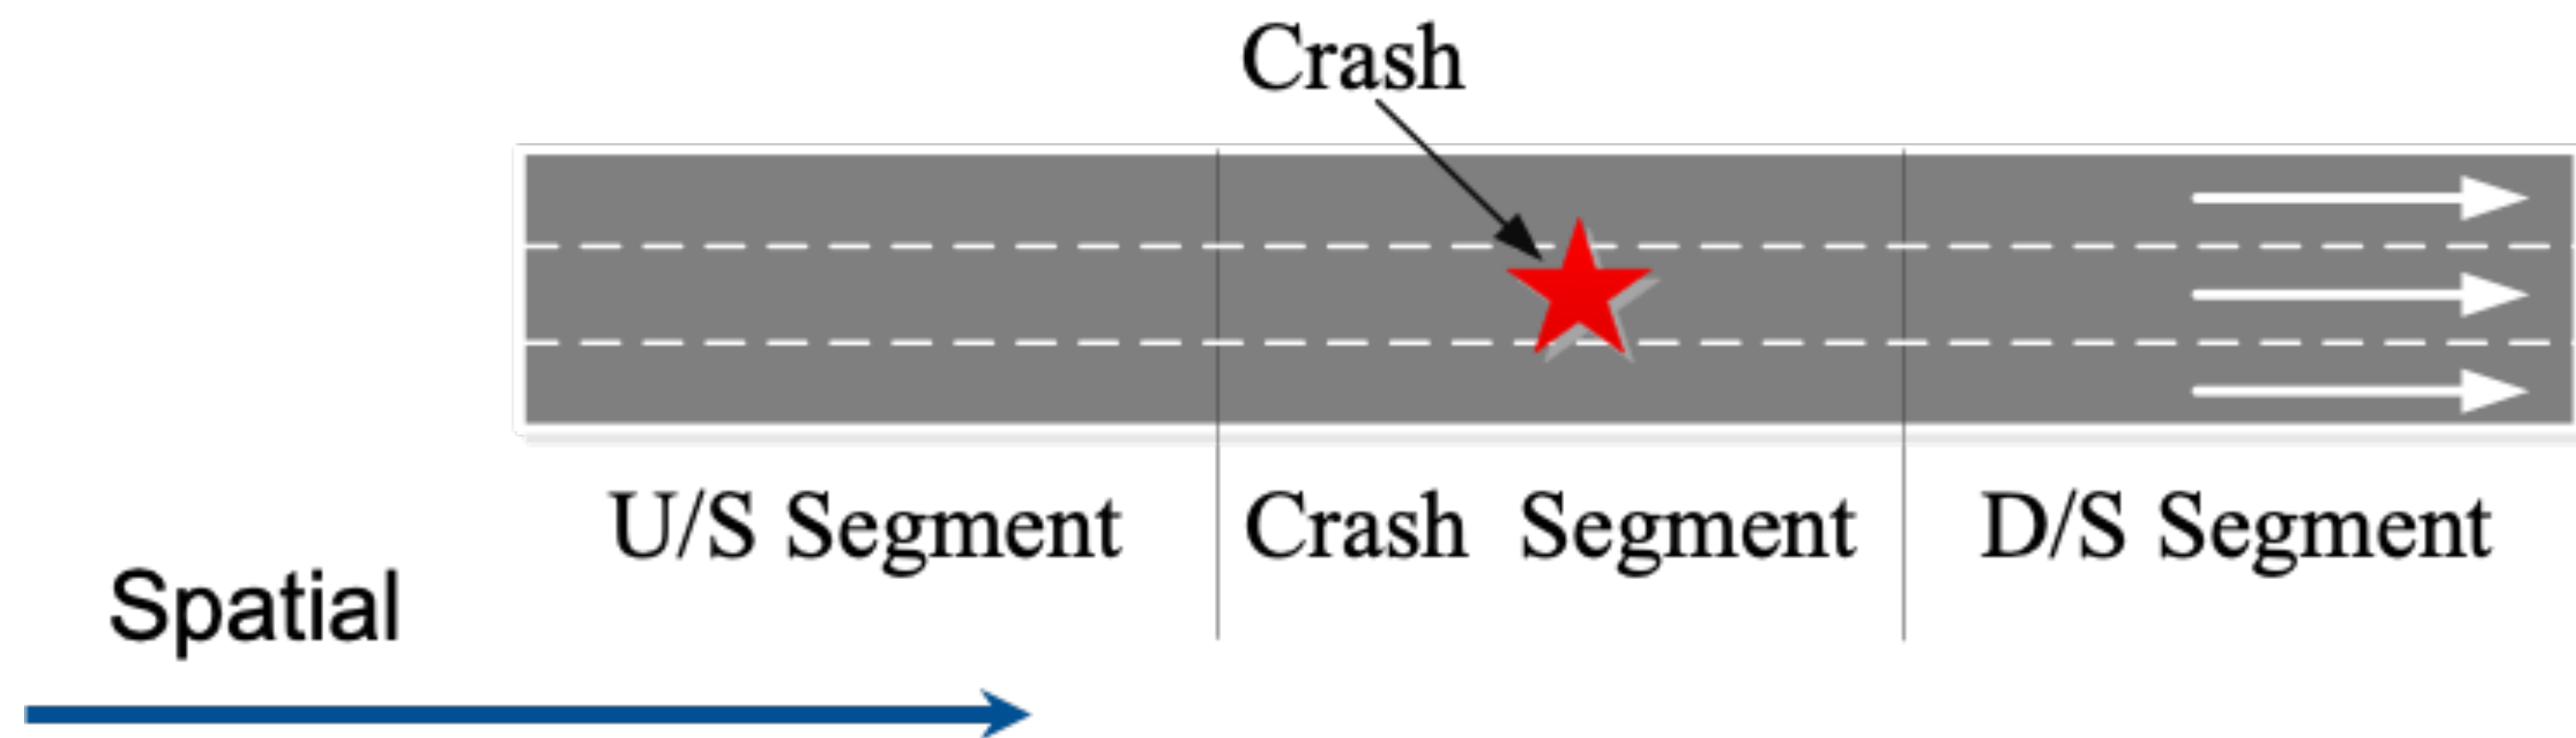 Crash
U/S Segment
Crash Segment
D/S Segment
Spatial